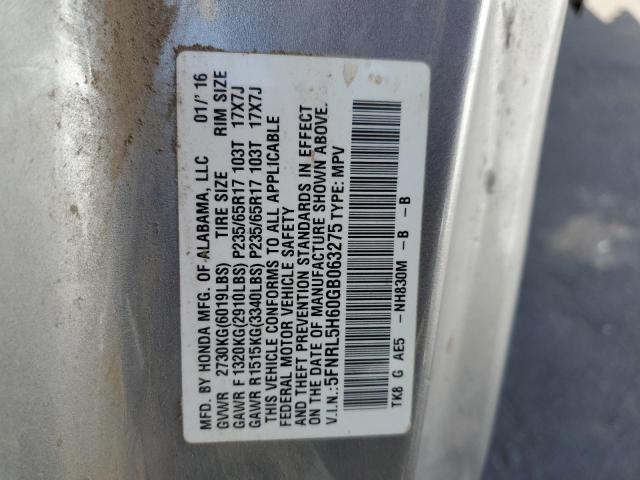 MFD. BY HONDA MFG. OF ALABAMA, LLC 01/'16
GVWR 2730KG(6019LBS) TIRE SIZE RIM SIZE
GAWR F 1320KG(2910LBS) P235/65R17 103T 17X7J
GAWR R1515KG(3340LBS) P235/65R17 103T 17X7J
THIS VEHICLE CONFORMS TO ALL APPLICABLE
FEDERAL MOTOR VEHICLE SAFETY
AND THEFT PREVENTION STANDARDS IN EFFECT
ON THE DATE OF MANUFACTURE SHOWN ABOVE.
V.I.N.:5FNRL5H60GB063275 TYPE: MPV
TK8 G AE5 -NH830M -B -B